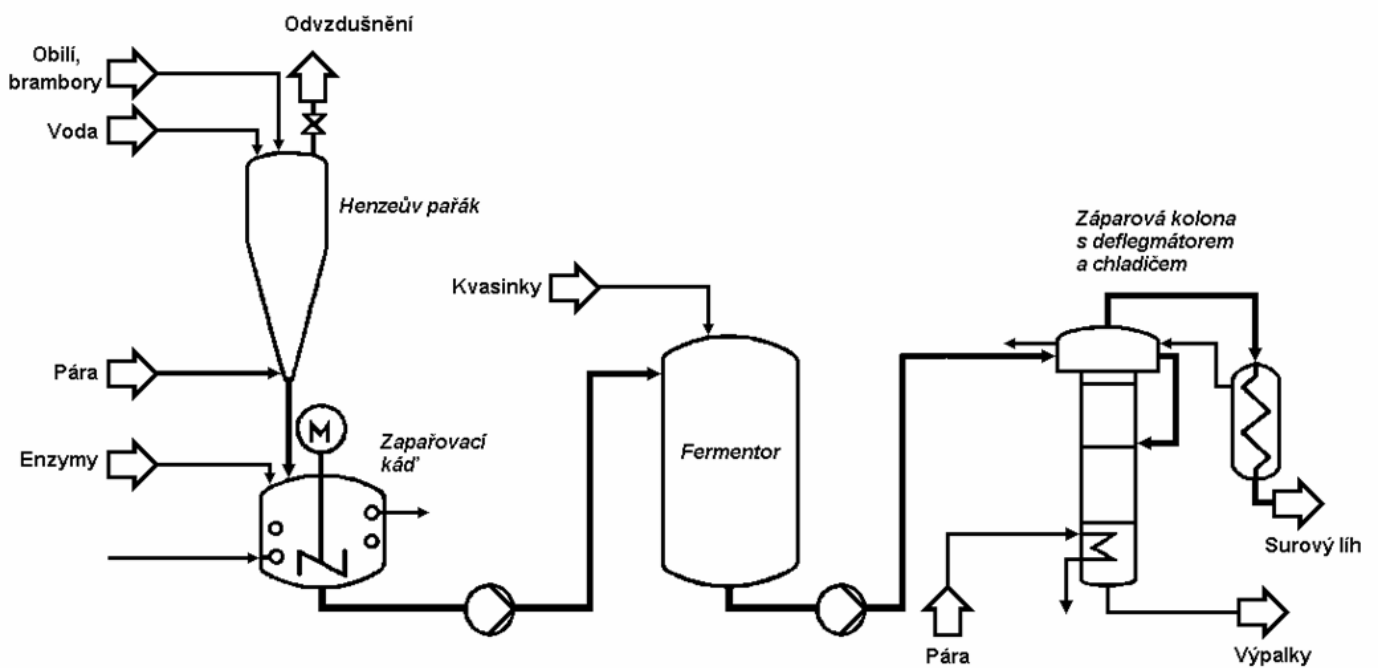 Odvzdušnění
Obilí,
brambory
Voda
Henzeův pařák
Záparová kolona
s deflegmátorem
a chladičem
Kvasinky
Pára
M
Zapařovací
káď
Enzymy
Fermentor
Surový líh
Pára
Výpalky